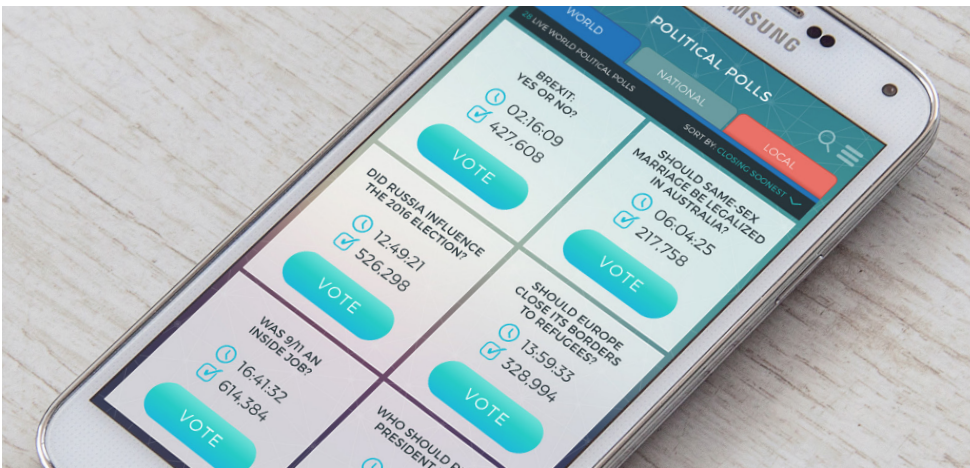 SAMSUNG
POLITICAL POLLS
WORLD
NATIONAL
LOCAL
28 LIVE WORLD POLITICAL POLLS
SORT BY: CLOSING SOONEST
BREXIT:
YES OR NO?
02:16:09
427,608
VOTE
SHOULD SAME-SEX
MARRIAGE BE LEGALIZED
IN AUSTRALIA?
06:04:25
217,758
VOTE
DID RUSSIA INFLUENCE
THE 2016 ELECTION?
12:49:21
526,298
VOTE
SHOULD EUROPE
CLOSE ITS BORDERS
TO REFUGEES?
13:59:33
328,994
VOTE
WAS 9/11 AN
INSIDE JOB?
16:41:32
614,384
VOTE
WHO SHOULD
PRESIDENT